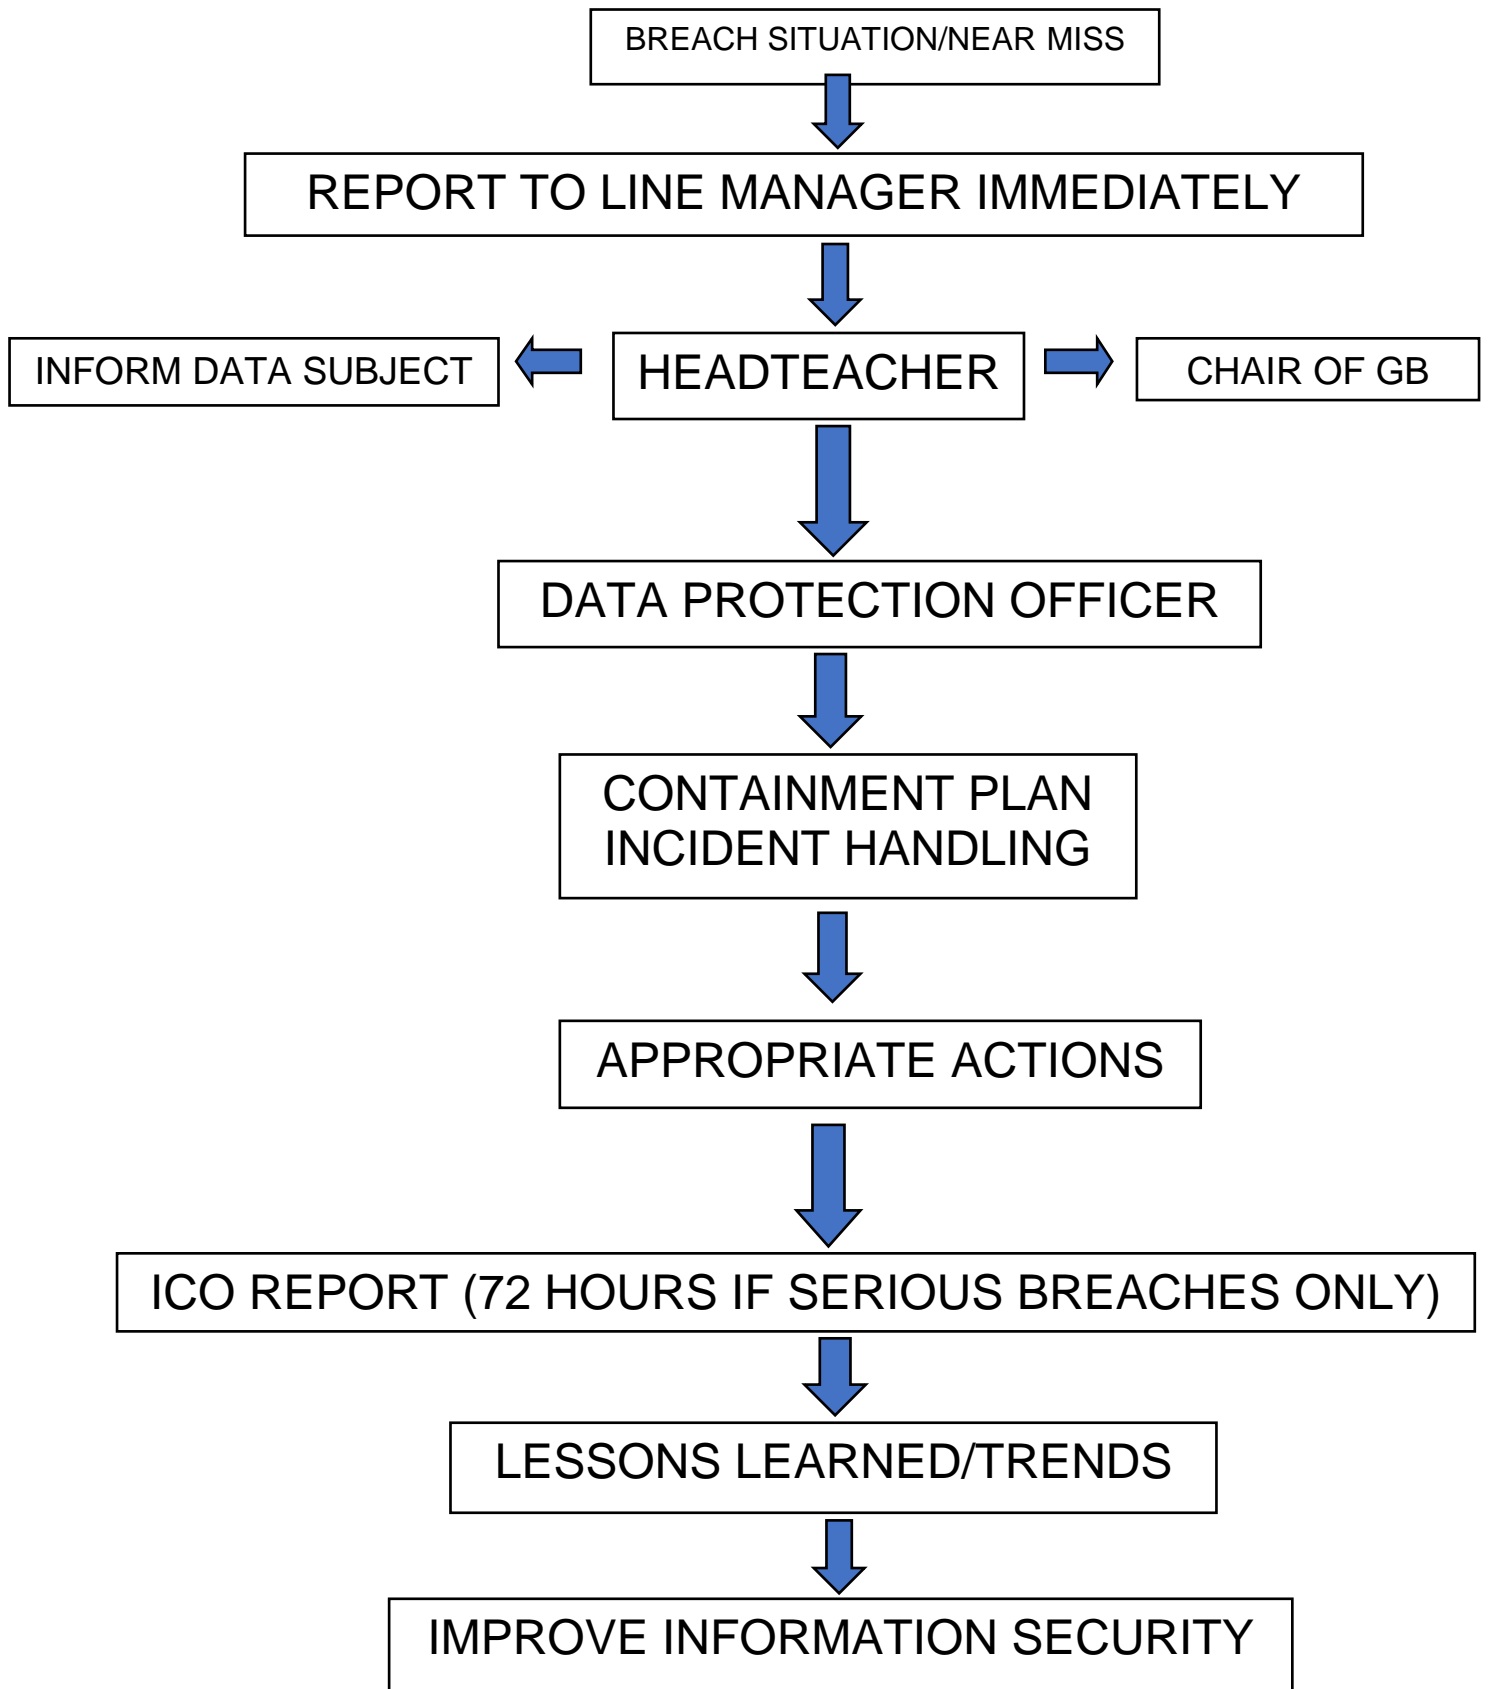 BREACH SITUATION/NEAR MISS
REPORT TO LINE MANAGER IMMEDIATELY
INFORM DATA SUBJECT
HEADTEACHER
CHAIR OF GB
DATA PROTECTION OFFICER
CONTAINMENT PLAN
INCIDENT HANDLING
APPROPRIATE ACTIONS
ICO REPORT (72 HOURS IF SERIOUS BREACHES ONLY)
LESSONS LEARNED/TRENDS
IMPROVE INFORMATION SECURITY